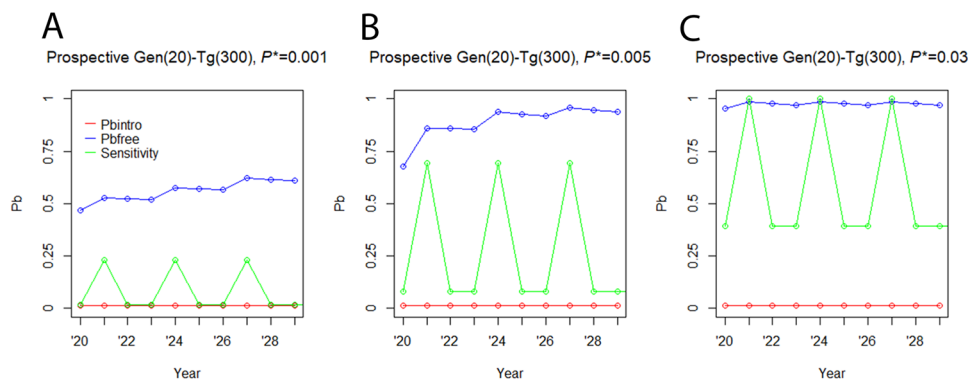 A
Prospective Gen(20)-Tg(300), P*=0.001
Pb
1
0.75
0.5
0.25
0
Pbintro
Pbfree
Sensitivity
'20
'22
'24
'26
'28
Year
B
Prospective Gen(20)-Tg(300), P*=0.005
Pb
1
0.75
0.5
0.25
0
'20
'22
'24
'26
'28
Year
C
Prospective Gen(20)-Tg(300), P*=0.03
Pb
1
0.75
0.5
0.25
0
'20
'22
'24
'26
'28
Year